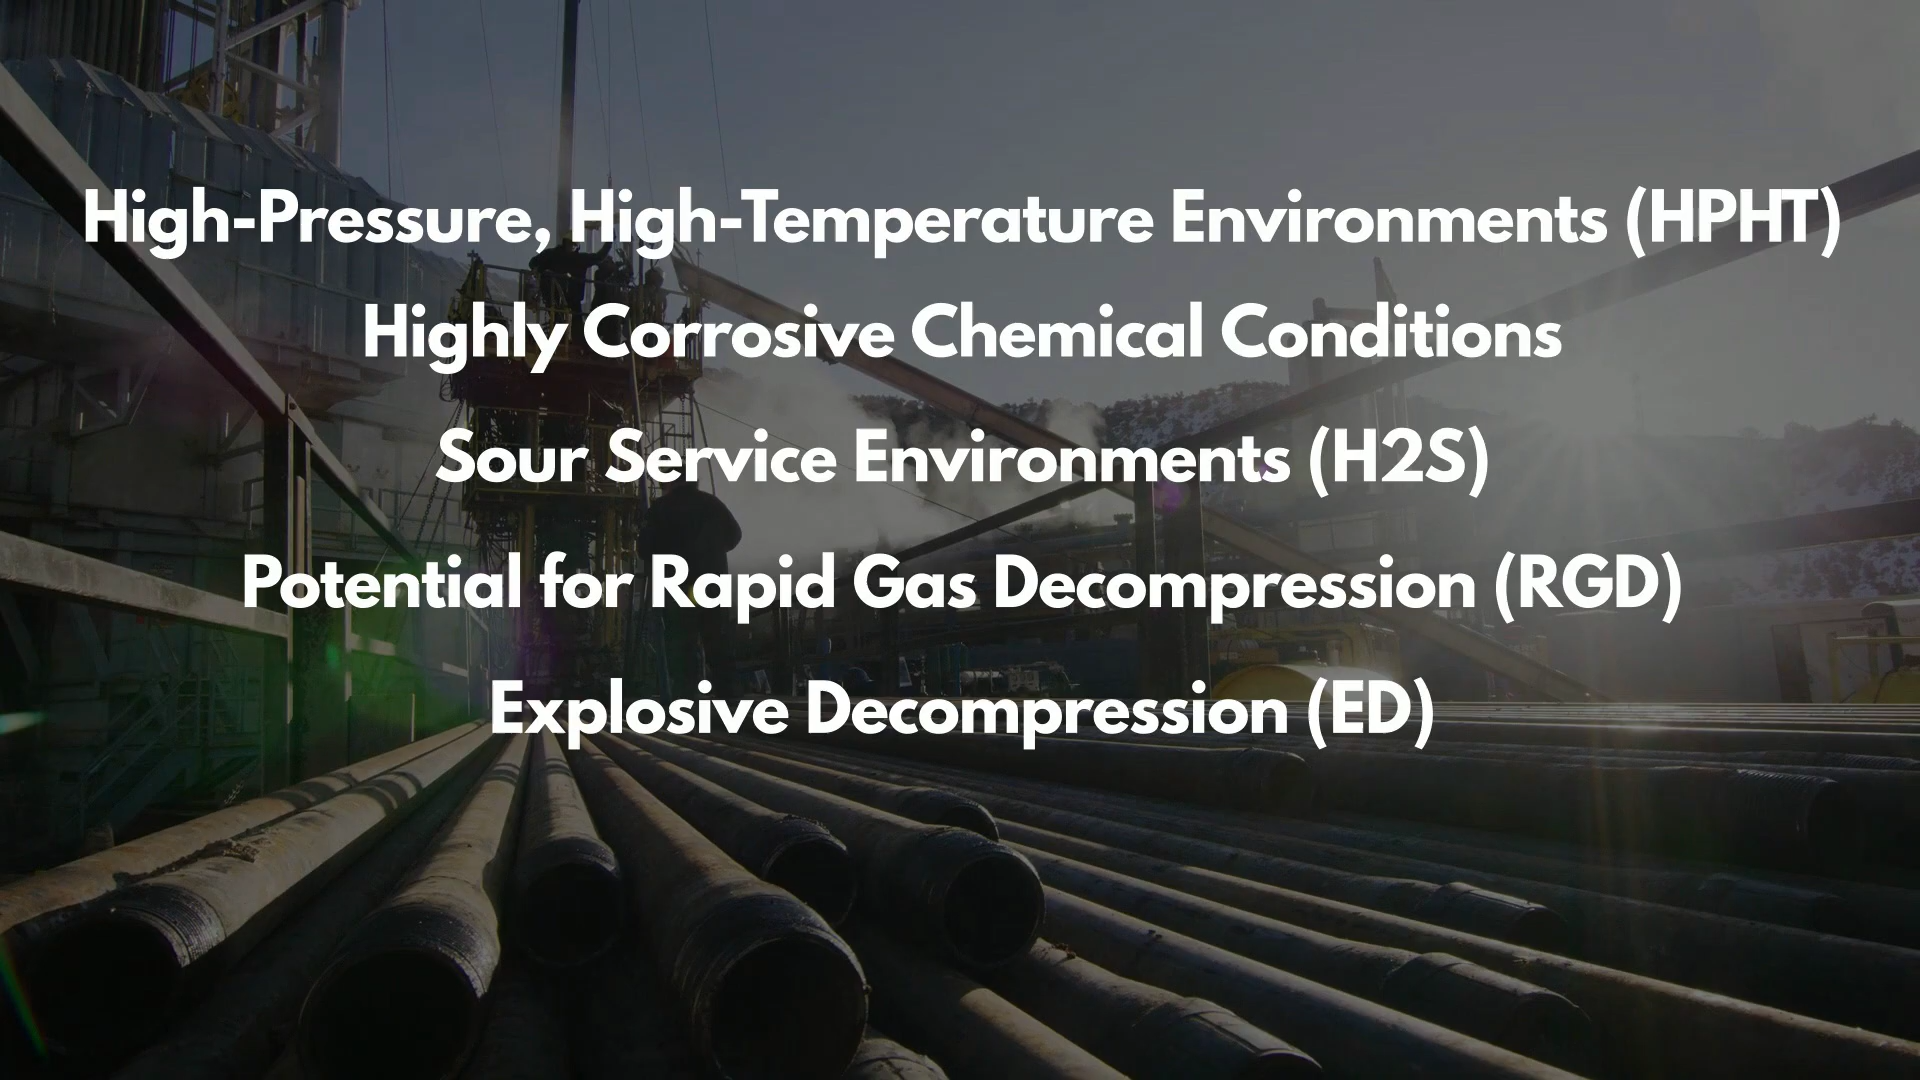 High-Pressure, High-Temperature Environments (HPHT)
Highly Corrosive Chemical Conditions
Sour Service Environments (H2S)
Potential for Rapid Gas Decompression (RGD)
Explosive Decompression (ED)